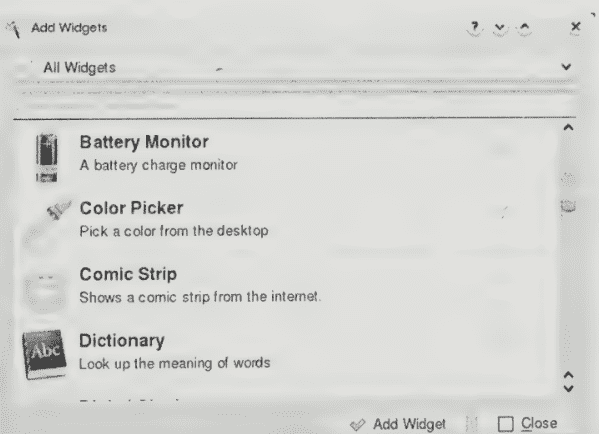 Add Widgets
?
All Widgets
Battery Monitor
A battery charge monitor
Color Picker
Pick a color from the desktop
Comic Strip
Shows a comic strip from the internet.
Abc
Dictionary
Look up the meaning of words
Add Widget
Close